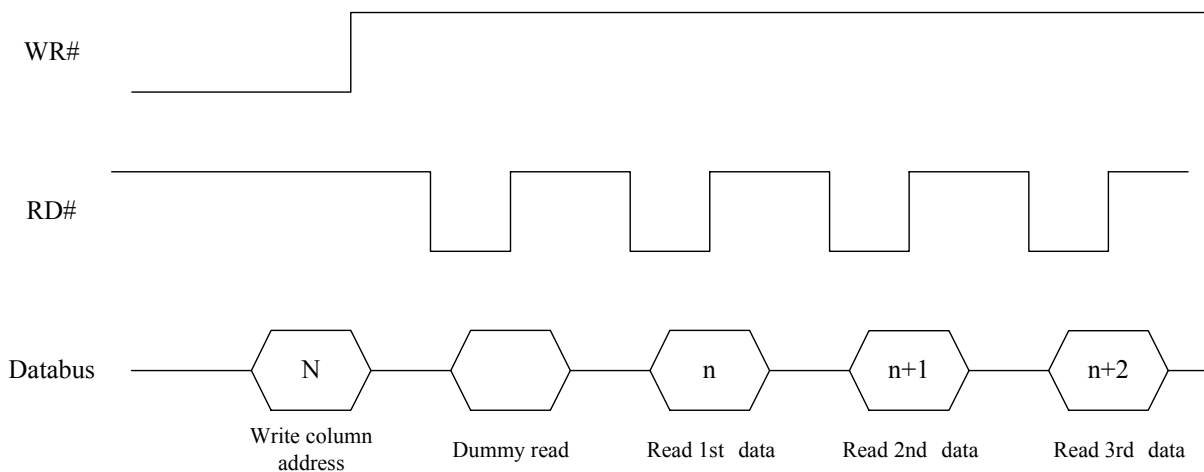 WR#
RD#
Databus
N
n
n+1
n+2
Write column
address
Dummy read
Read 1st data
Read 2nd data
Read 3rd data